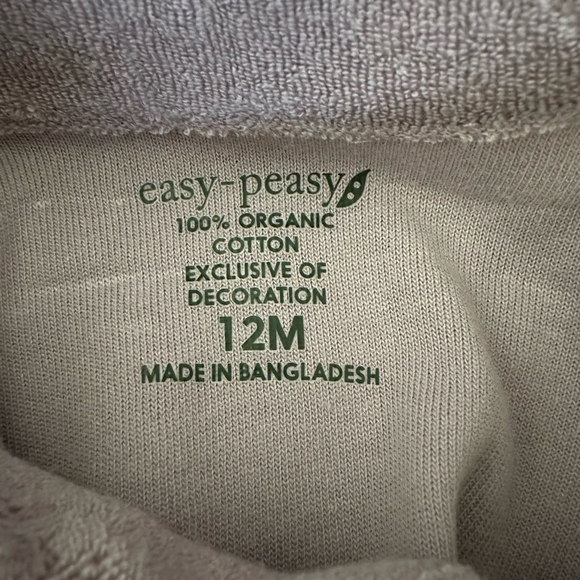 easy-peasy
100% ORGANIC
COTTON
EXCLUSIVE OF
DECORATION
12M
MADE IN BANGLADESH